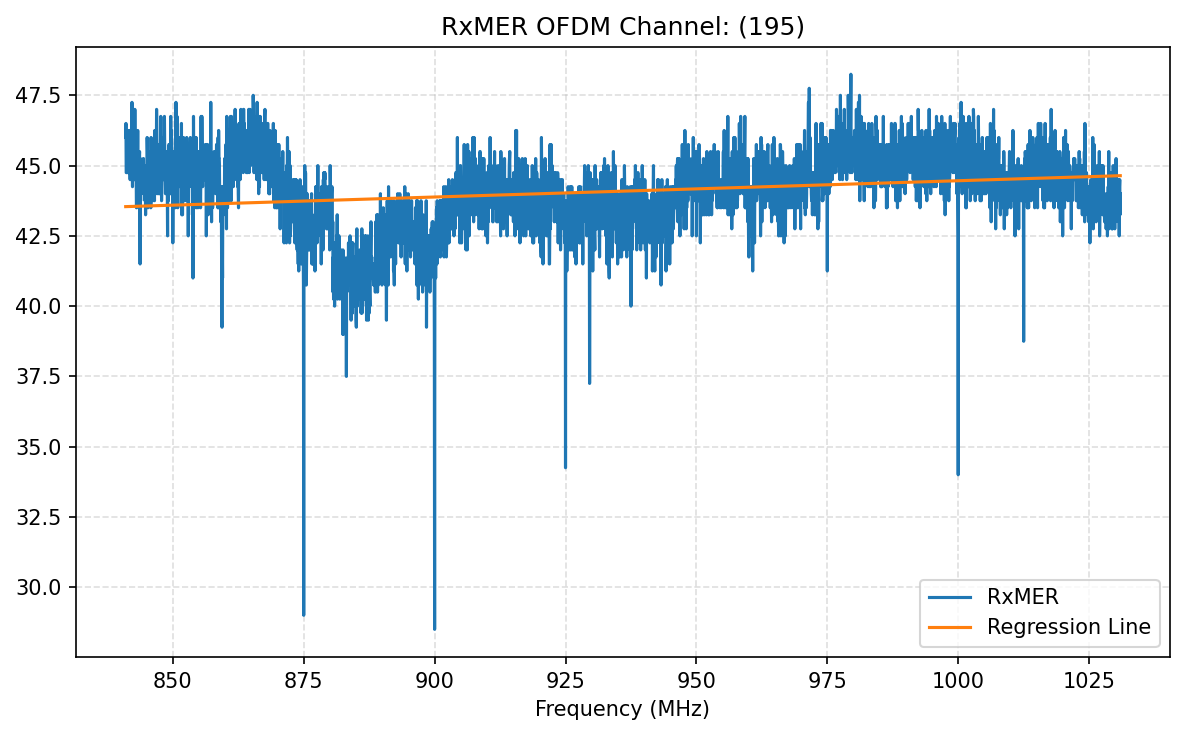 RxMER OFDM Channel: (195)
47.5
45.0
42.5
40.0
37.5
35.0
32.5
30.0
RxMER
Regression Line
850 875 900 925 950 975 1000 1025
Frequency (MHz)